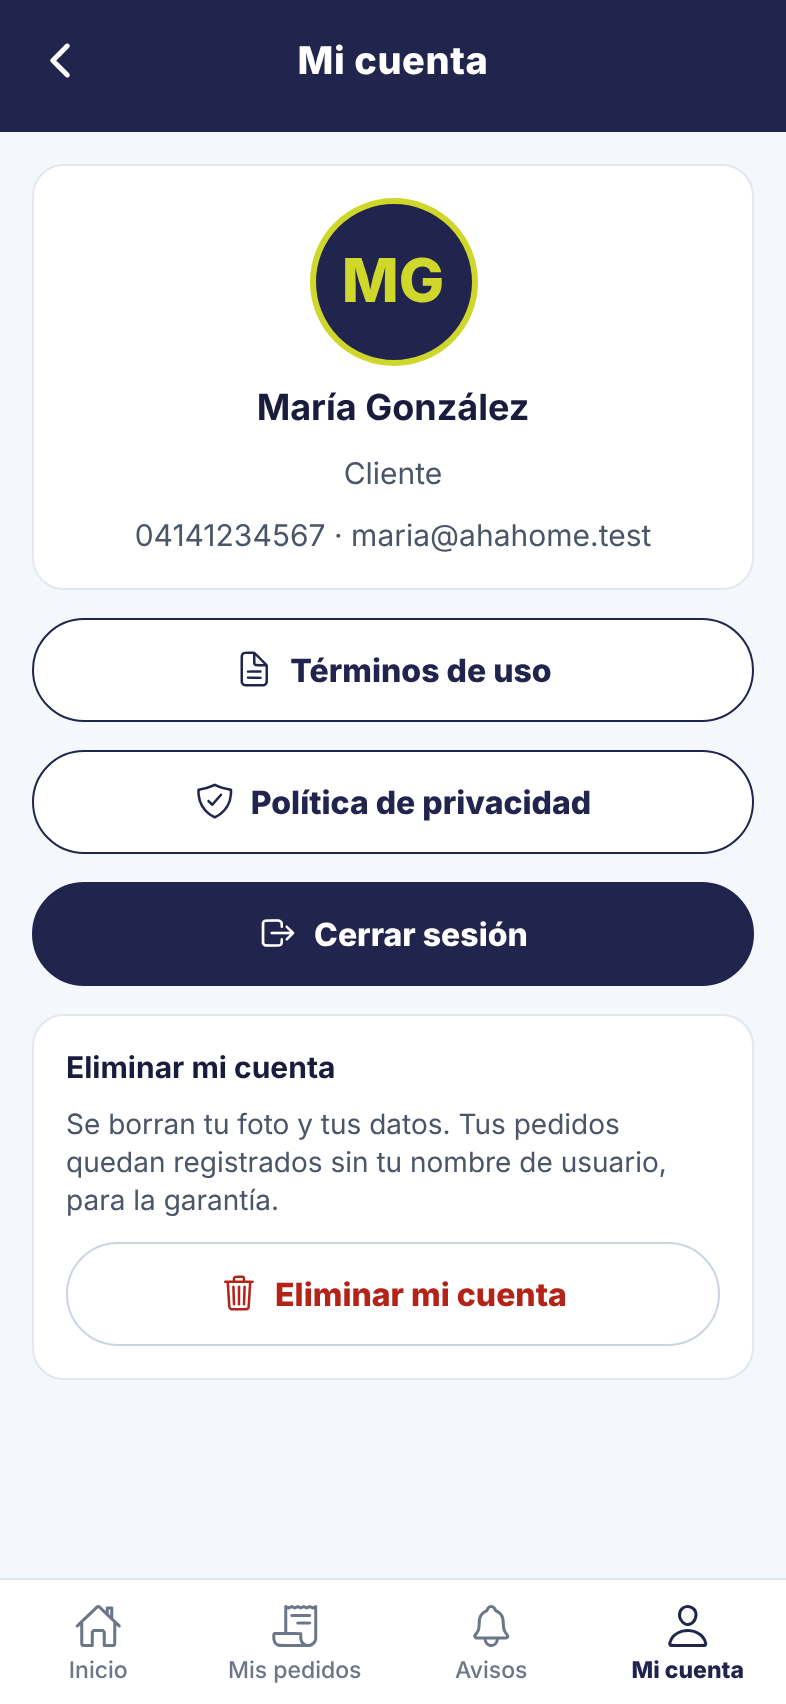 Mi cuenta
MG
María González
Cliente
04141234567 · maria@ahahome.test
Términos de uso
Política de privacidad
Cerrar sesión
Eliminar mi cuenta
Se borran tu foto y tus datos. Tus pedidos
quedan registrados sin tu nombre de usuario,
para la garantía.
Eliminar mi cuenta
Inicio
Mis pedidos
Avisos
Mi cuenta